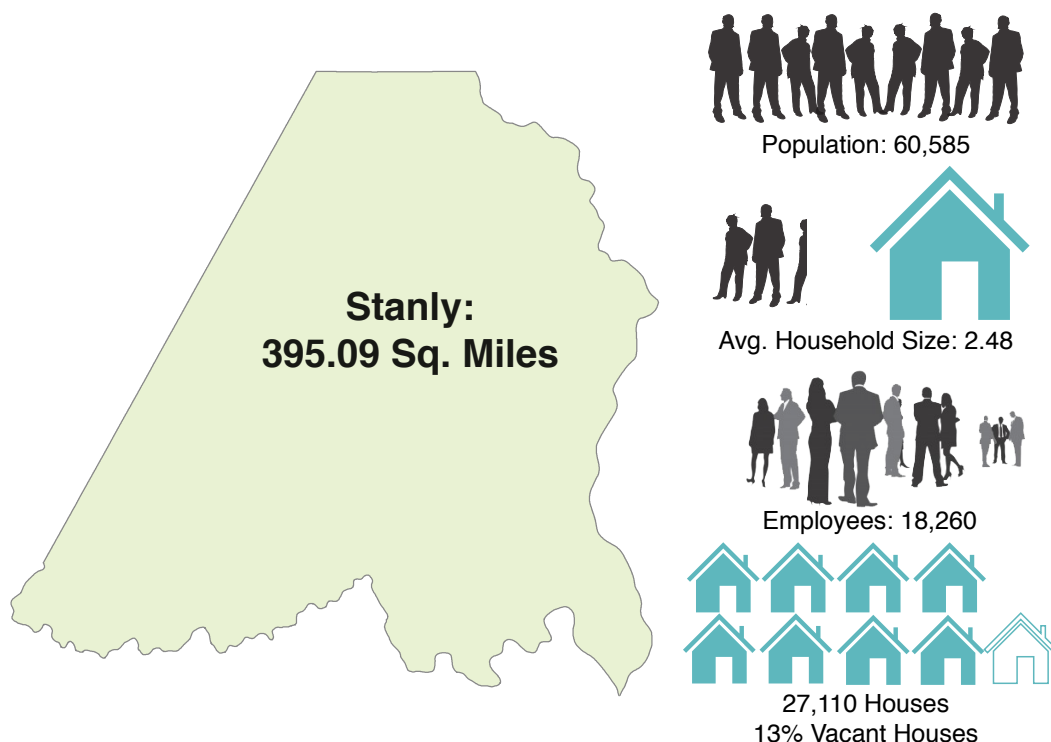 Stanly:
395.09 Sq. Miles
Population: 60,585
Avg. Household Size: 2.48
Employees: 18,260
27,110 Houses
13% Vacant Houses